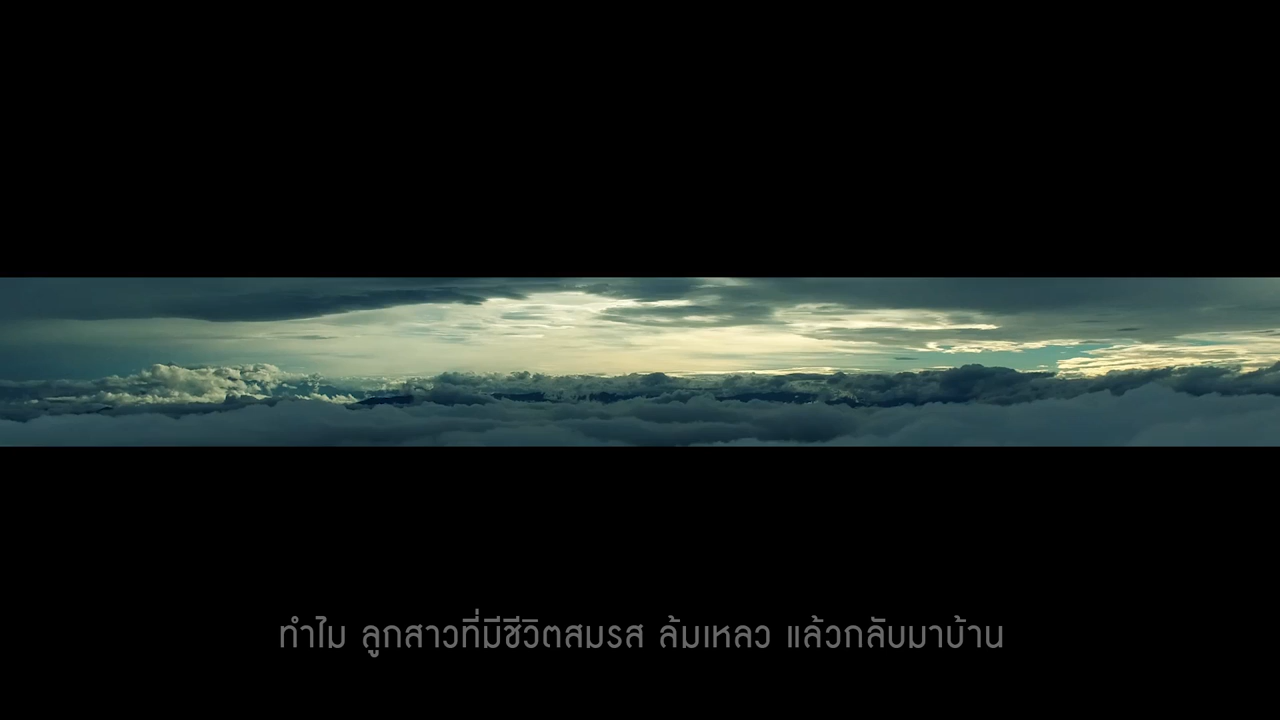 ทำไม ลูกสาวที่มีชีวิตสมรส ล้มเหลว แล้วกลับมาบ้าน